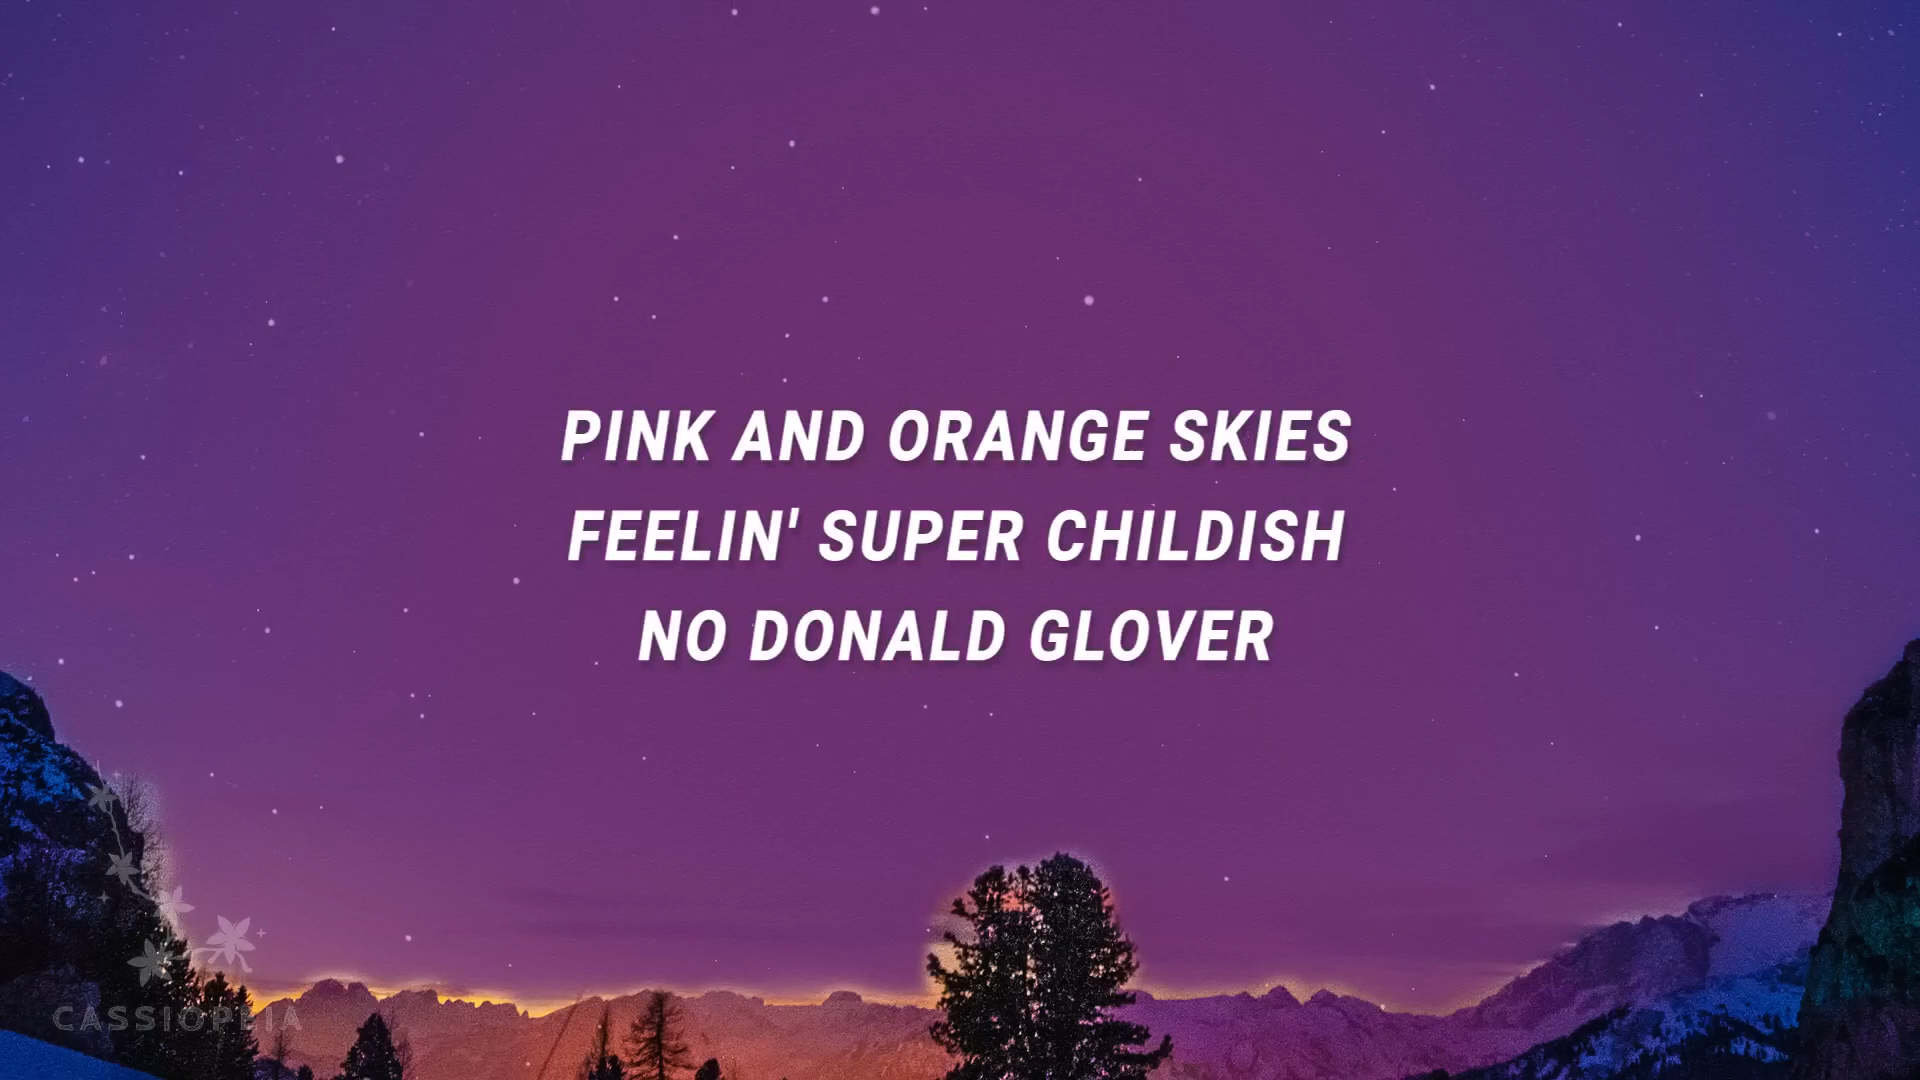 PINK AND ORANGE SKIES
FEELIN' SUPER CHILDISH
NO DONALD GLOVER
CASSIOPEIA